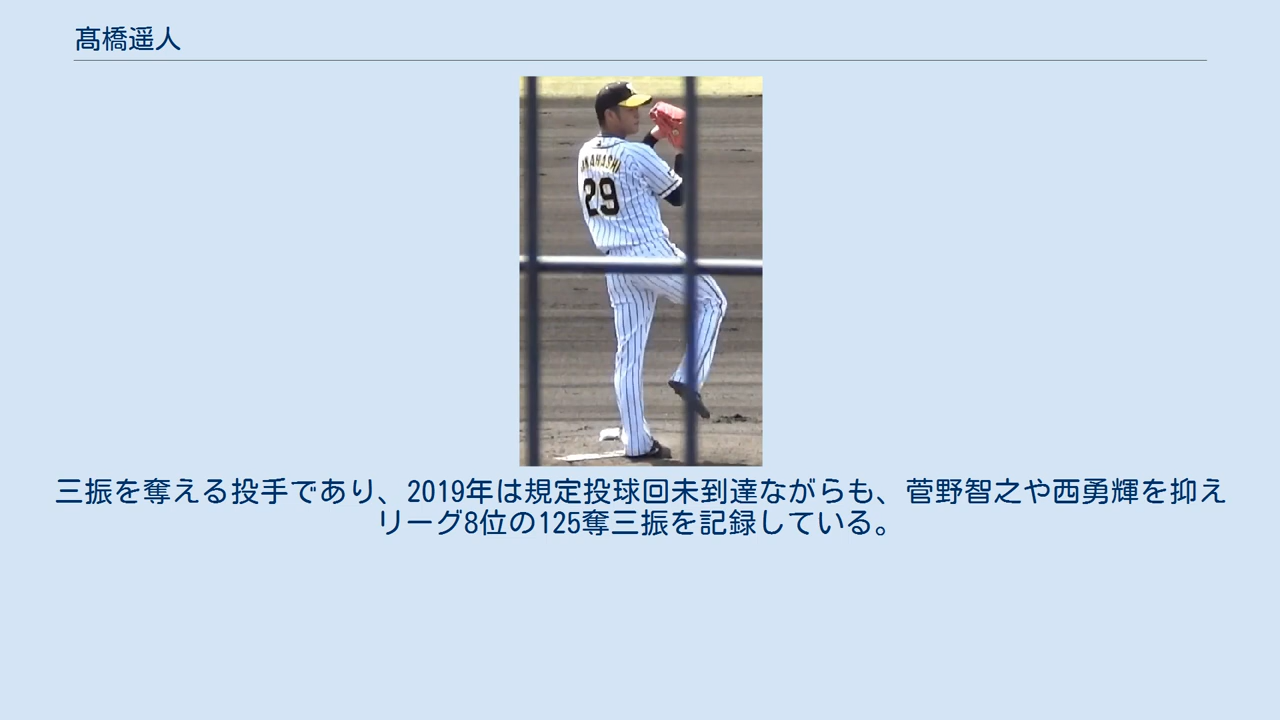 髙橋遥人
AKAHASHI
29
三振を奪える投手であり、2019年は規定投球回未到達ながらも、菅野智之や西勇輝を抑え
リーグ8位の125奪三振を記録している。